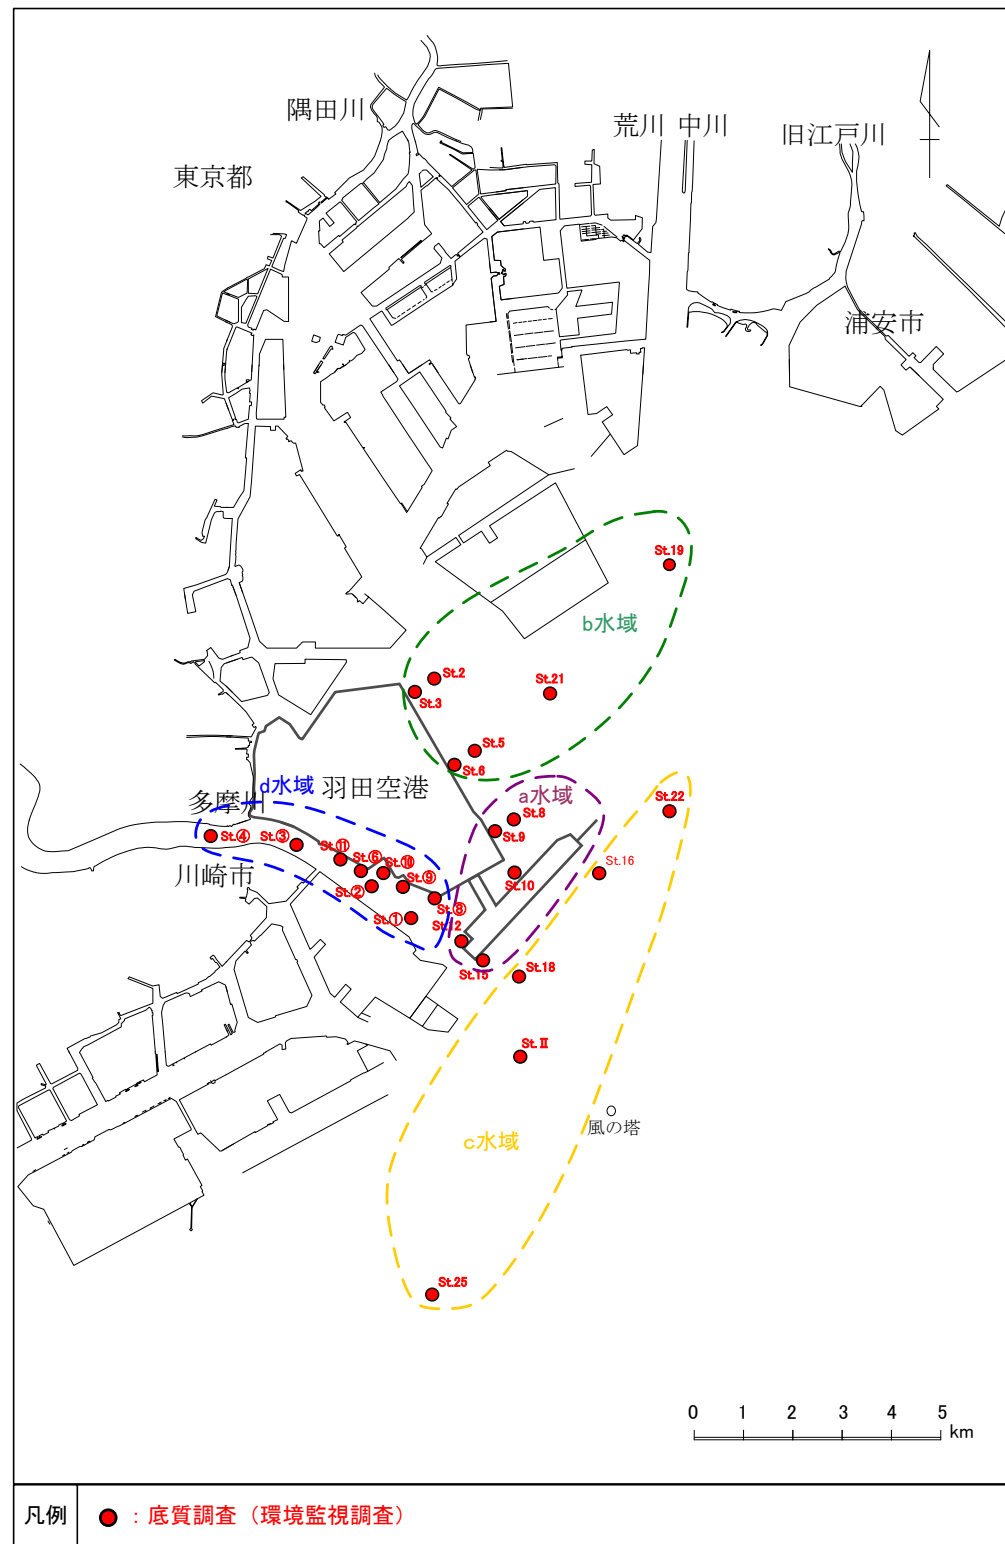 隅田川
荒川 中川
旧江戸川
東京都
浦安市
St.19
b水域
St.2
St.21
St.3
St.5
St.6
d水域
羽田空港
a水域
多摩川
St.8
St.22
St.9
St.④
St.③
St.⑪
St.⑥
St.⑩
St.16
川崎市
St.②
St.⑨
St.10
St.⑧
St.①
St.12
St.15
St.18
St.Ⅱ
風の塔
c水域
St.25
0 1 2 3 4 5
km
凡例
：底質調査（環境監視調査）